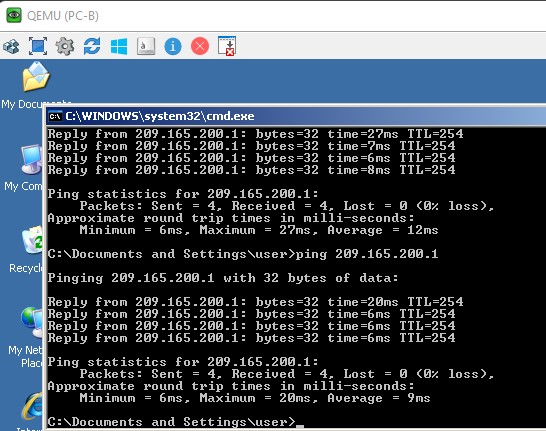 QEMU (PC-B)
My Documents
C:\WINDOWS\system32\cmd.exe
Reply from 209.165.200.1: bytes=32 time=27ms TTL=254
Reply from 209.165.200.1: bytes=32 time=7ms TTL=254
Reply from 209.165.200.1: bytes=32 time=6ms TTL=254
Reply from 209.165.200.1: bytes=32 time=8ms TTL=254
Ping statistics for 209.165.200.1:
Packets: Sent = 4, Received = 4, Lost = 0 (0% loss),
Approximate round trip times in milli-seconds:
Minimum = 6ms, Maximum = 27ms, Average = 12ms
C:\Documents and Settings\user>ping 209.165.200.1
Pinging 209.165.200.1 with 32 bytes of data:
Reply from 209.165.200.1: bytes=32 time=20ms TTL=254
Reply from 209.165.200.1: bytes=32 time=6ms TTL=254
Reply from 209.165.200.1: bytes=32 time=6ms TTL=254
Reply from 209.165.200.1: bytes=32 time=6ms TTL=254
Ping statistics for 209.165.200.1:
Packets: Sent = 4, Received = 4, Lost = 0 (0% loss),
Approximate round trip times in milli-seconds:
Minimum = 6ms, Maximum = 20ms, Average = 9ms
C:\Documents and Settings\user>_
My Com
Recycl
My Net
Place